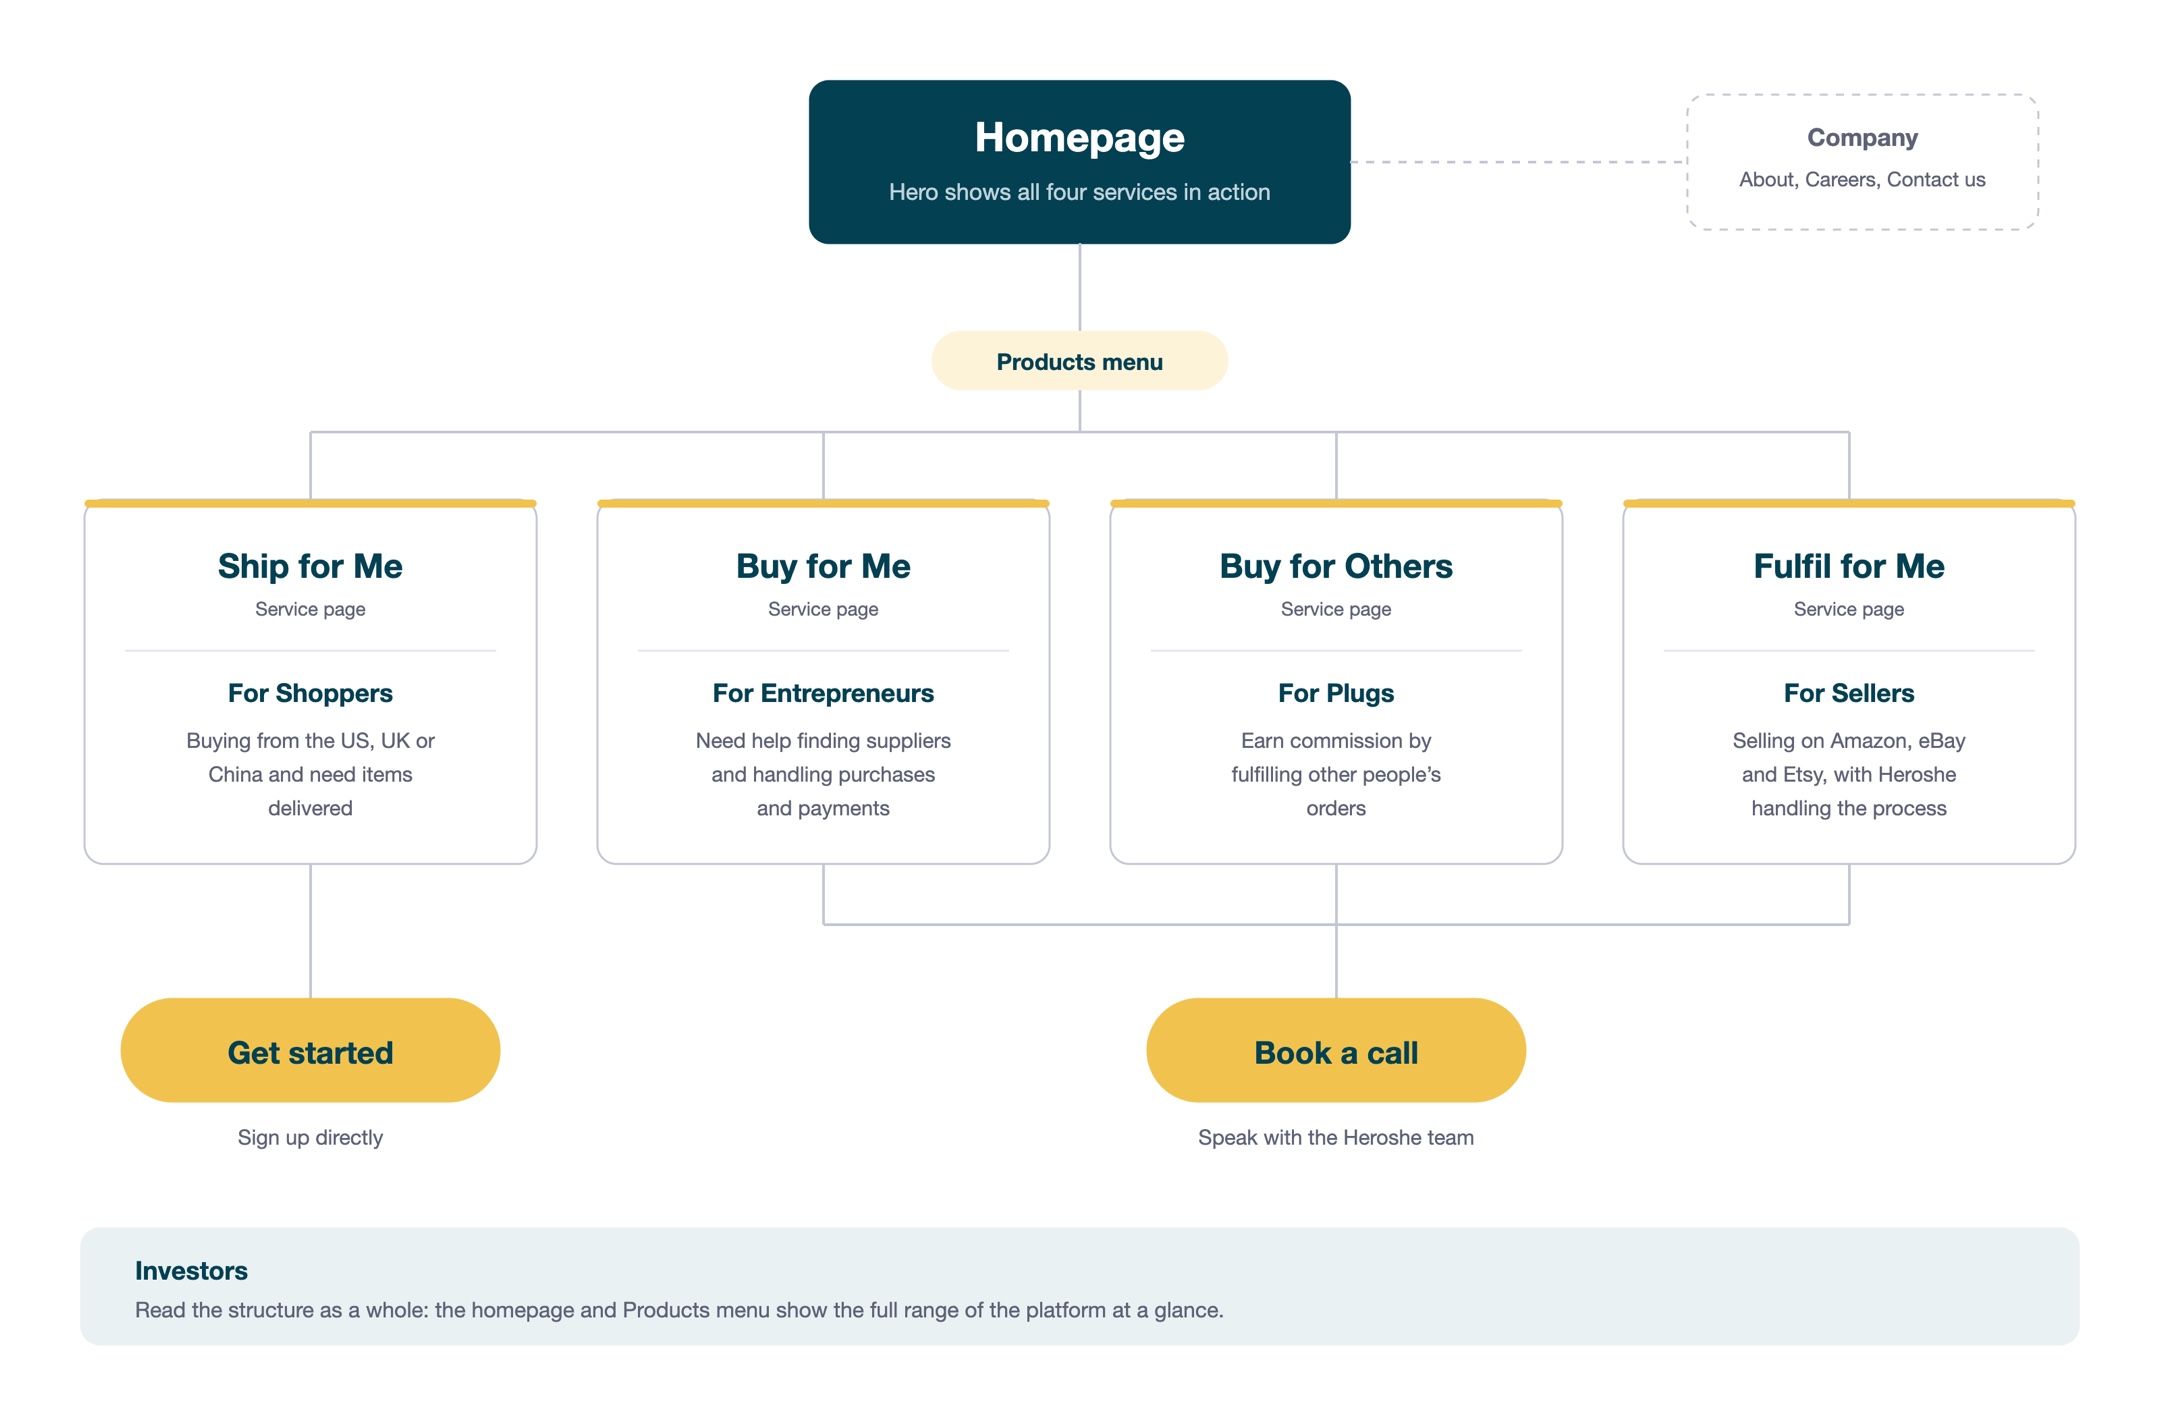 Homepage
Hero shows all four services in action
Company
About, Careers, Contact us
Products menu
Ship for Me
Service page
For Shoppers
Buying from the US, UK or
China and need items
delivered
Buy for Me
Service page
For Entrepreneurs
Need help finding suppliers
and handling purchases
and payments
Buy for Others
Service page
For Plugs
Earn commission by
fulfilling other people’s
orders
Fulfil for Me
Service page
For Sellers
Selling on Amazon, eBay
and Etsy, with Heroshe
handling the process
Get started
Sign up directly
Book a call
Speak with the Heroshe team
Investors
Read the structure as a whole: the homepage and Products menu show the full range of the platform at a glance.